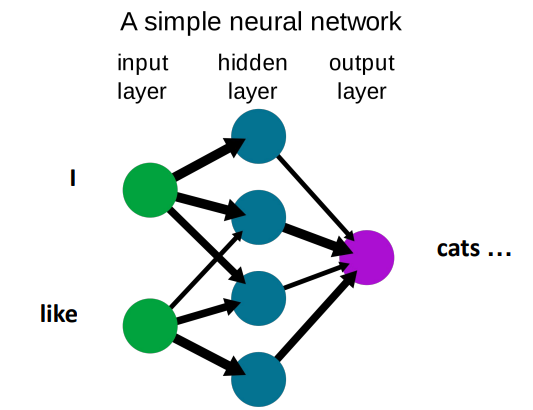 A simple neural network
input
layer
hidden
layer
output
layer
I
like
cats …